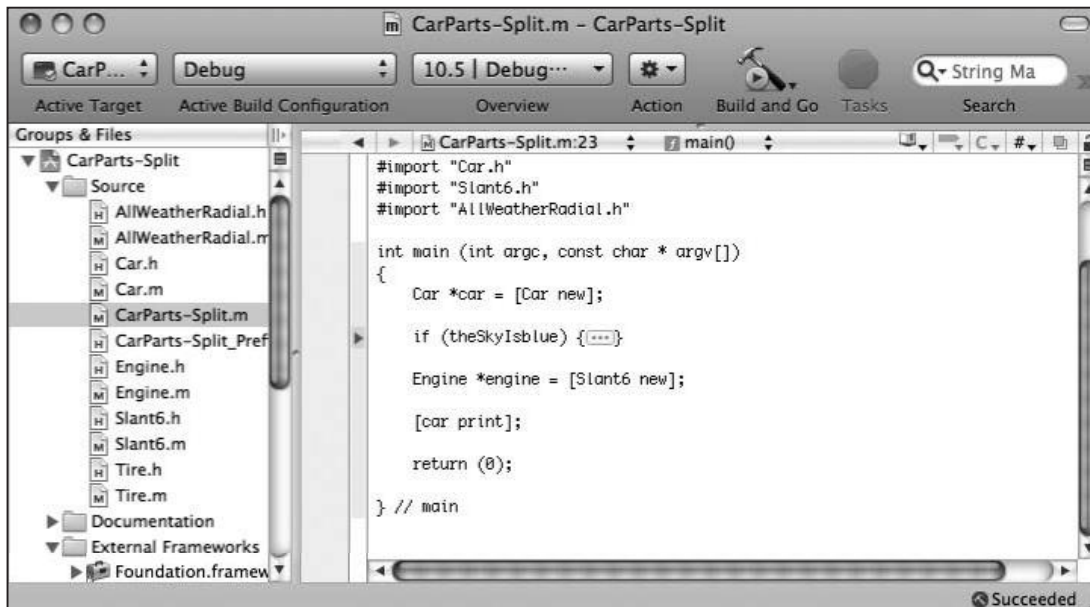 CarParts-Split.m – CarParts-Split
CarP...
Debug
10.5 | Debug...
String Ma
Active Target
Active Build Configuration
Overview
Action
Build and Go
Tasks
Search
Groups & Files
CarParts-Split.m:23
main()
C
#
CarParts-Split
Source
AllWeatherRadial.h
AllWeatherRadial.m
Car.h
Car.m
CarParts-Split.m
CarParts-Split_Pref
Engine.h
Engine.m
Slant6.h
Slant6.m
Tire.h
Tire.m
Documentation
External Frameworks
Foundation.framew
#import "Car.h"
#import "Slant6.h"
#import "AllWeatherRadial.h"
int main (int argc, const char * argv[])
{
Car *car = [Car new];
if (theSkyIsblue) {...}
Engine *engine = [Slant6 new];
[car print];
return (0);
} // main
Succeeded